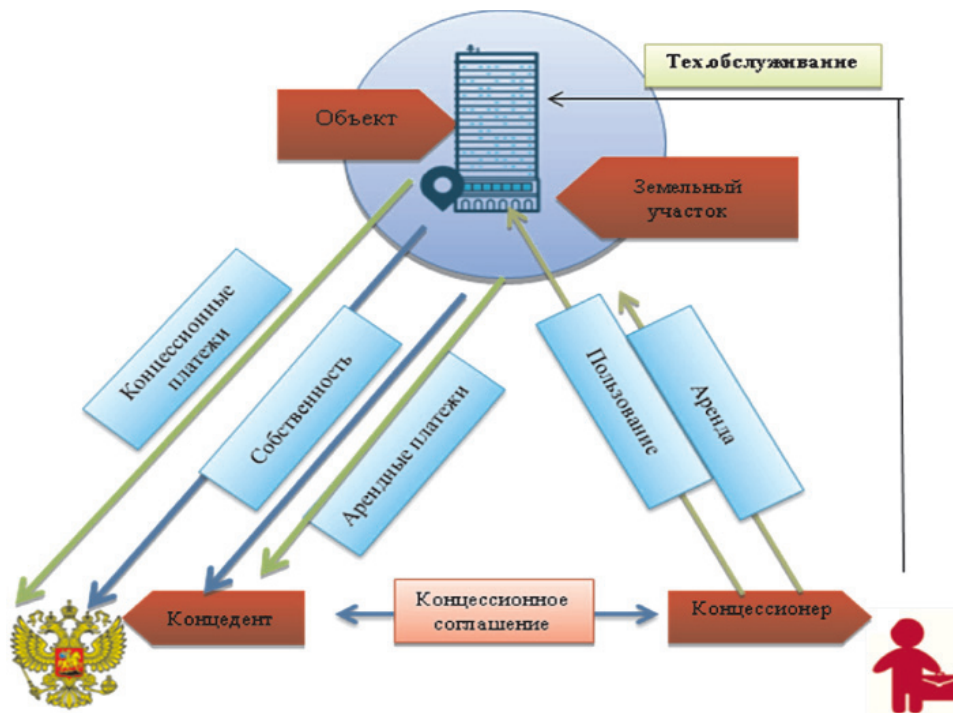 Тех.обслуживание
Объект
Земельный
участок
Концессионные
платежи
Собственность
Арендные платежи
Пользование
Аренда
Концедент
Концессионное
соглашение
Концессионер